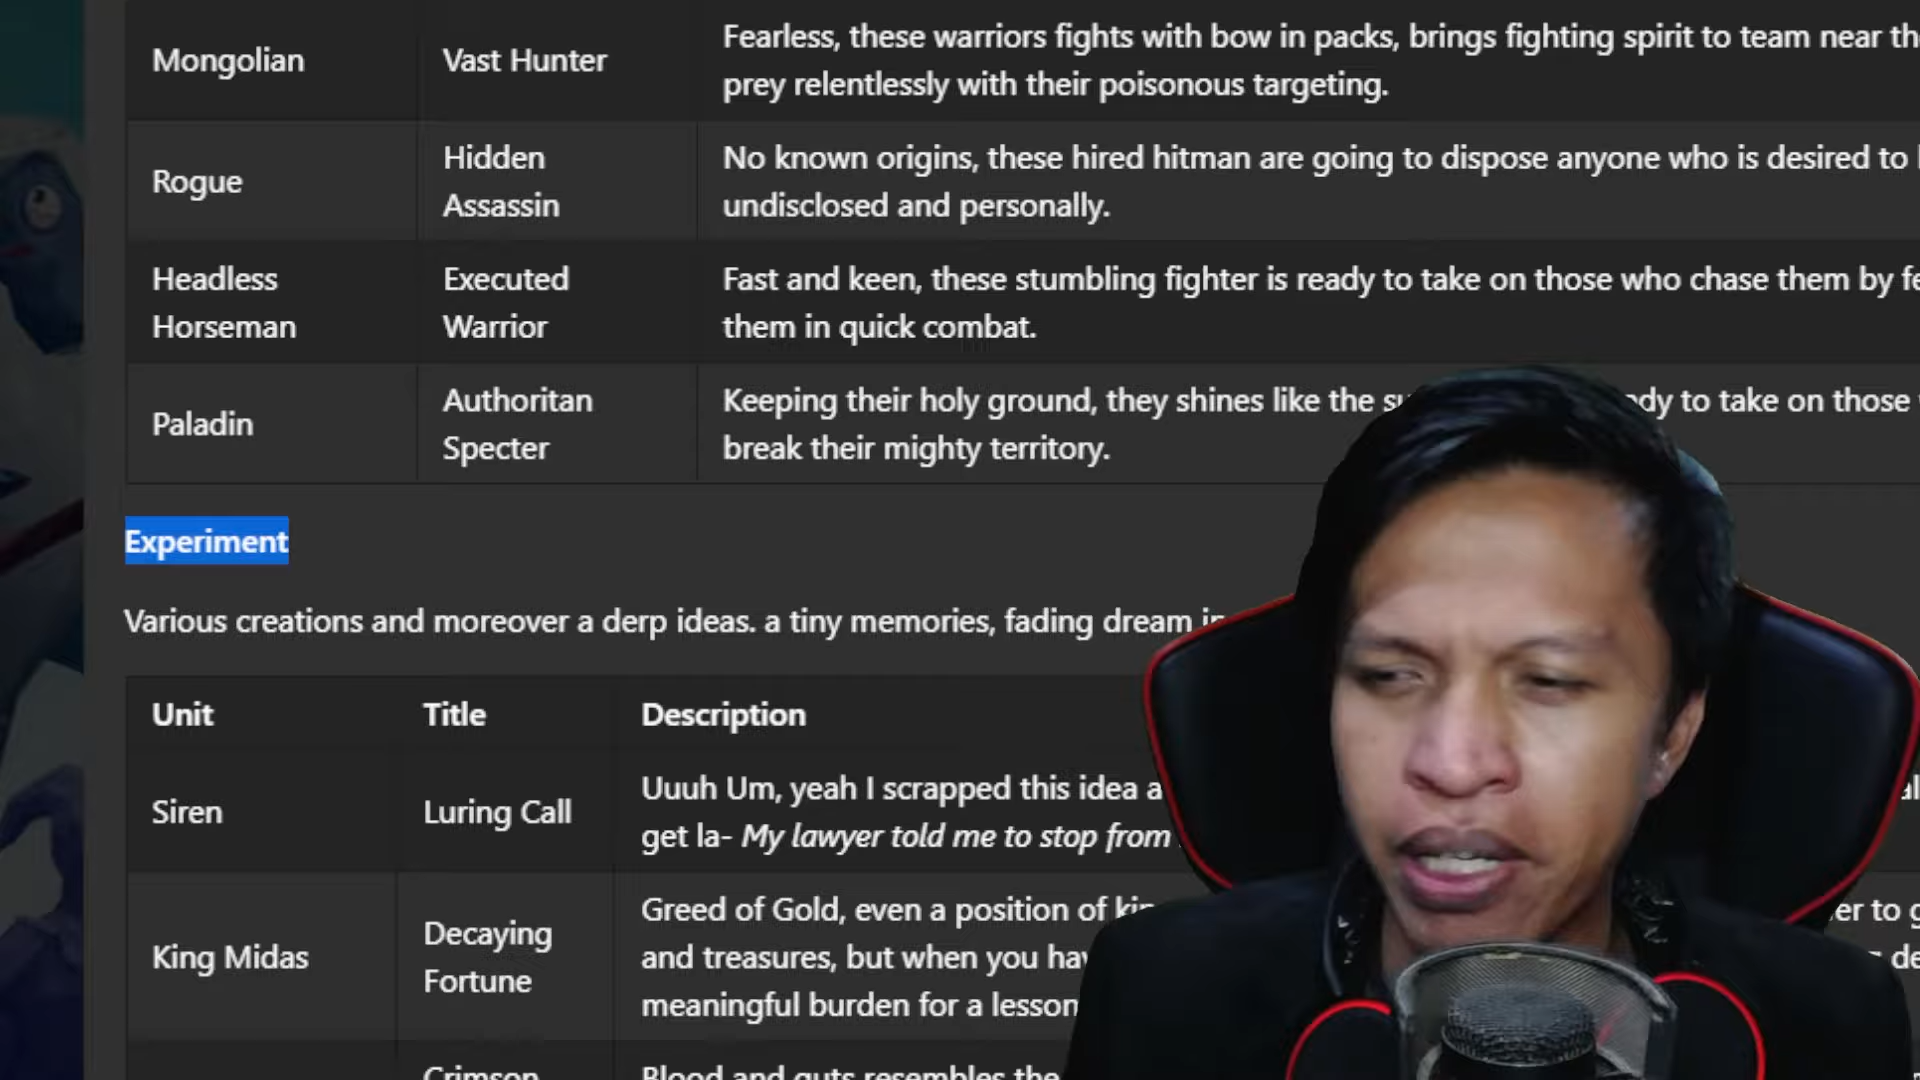 Mongolian
Vast Hunter
Fearless, these warriors fights with bow in packs, brings fighting spirit to team near
prey relentlessly with their poisonous targeting.
Rogue
Hidden
Assassin
No known origins, these hired hitman are going to dispose anyone who is desired to
undisclosed and personally.
Headless
Horseman
Executed
Warrior
Fast and keen, these stumbling fighter is ready to take on those who chase them by
them in quick combat.
Paladin
Authoritan
Specter
Keeping their holy ground, they shines like the to take on those
break their mighty territory.
Experiment
Various creations and moreover a derp ideas. a tiny memories, fading dream
Unit
Title
Description
Siren
Luring Call
Uuuh Um, yeah I scrapped this idea
get la- My lawyer told me to stop from
King Midas
Decaying
Fortune
Greed of Gold, even a position of
and treasures, but when you
meaningful burden for a lesson
Crimson
Blood and guts resembles the